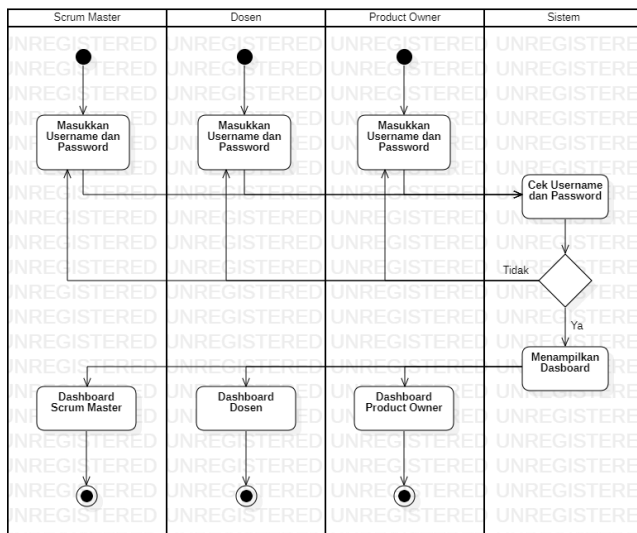 Scrum Master
Dosen
Product Owner
Sistem
Masukkan
Username dan
Password
Masukkan
Username dan
Password
Masukkan
Username dan
Password
Cek Username
dan Password
Tidak
Ya
Menampilkan
Dasboard
Dashboard
Scrum Master
Dashboard
Dosen
Dashboard
Product Owner
UNREGISTERED